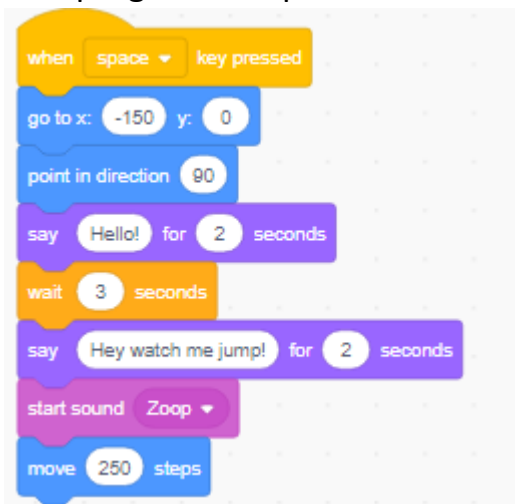 when space key pressed
go to x: -150 y: 0
point in direction 90
say Hello! for 2 seconds
wait 3 seconds
say Hey watch me jump! for 2 seconds
start sound Zoop
move 250 steps